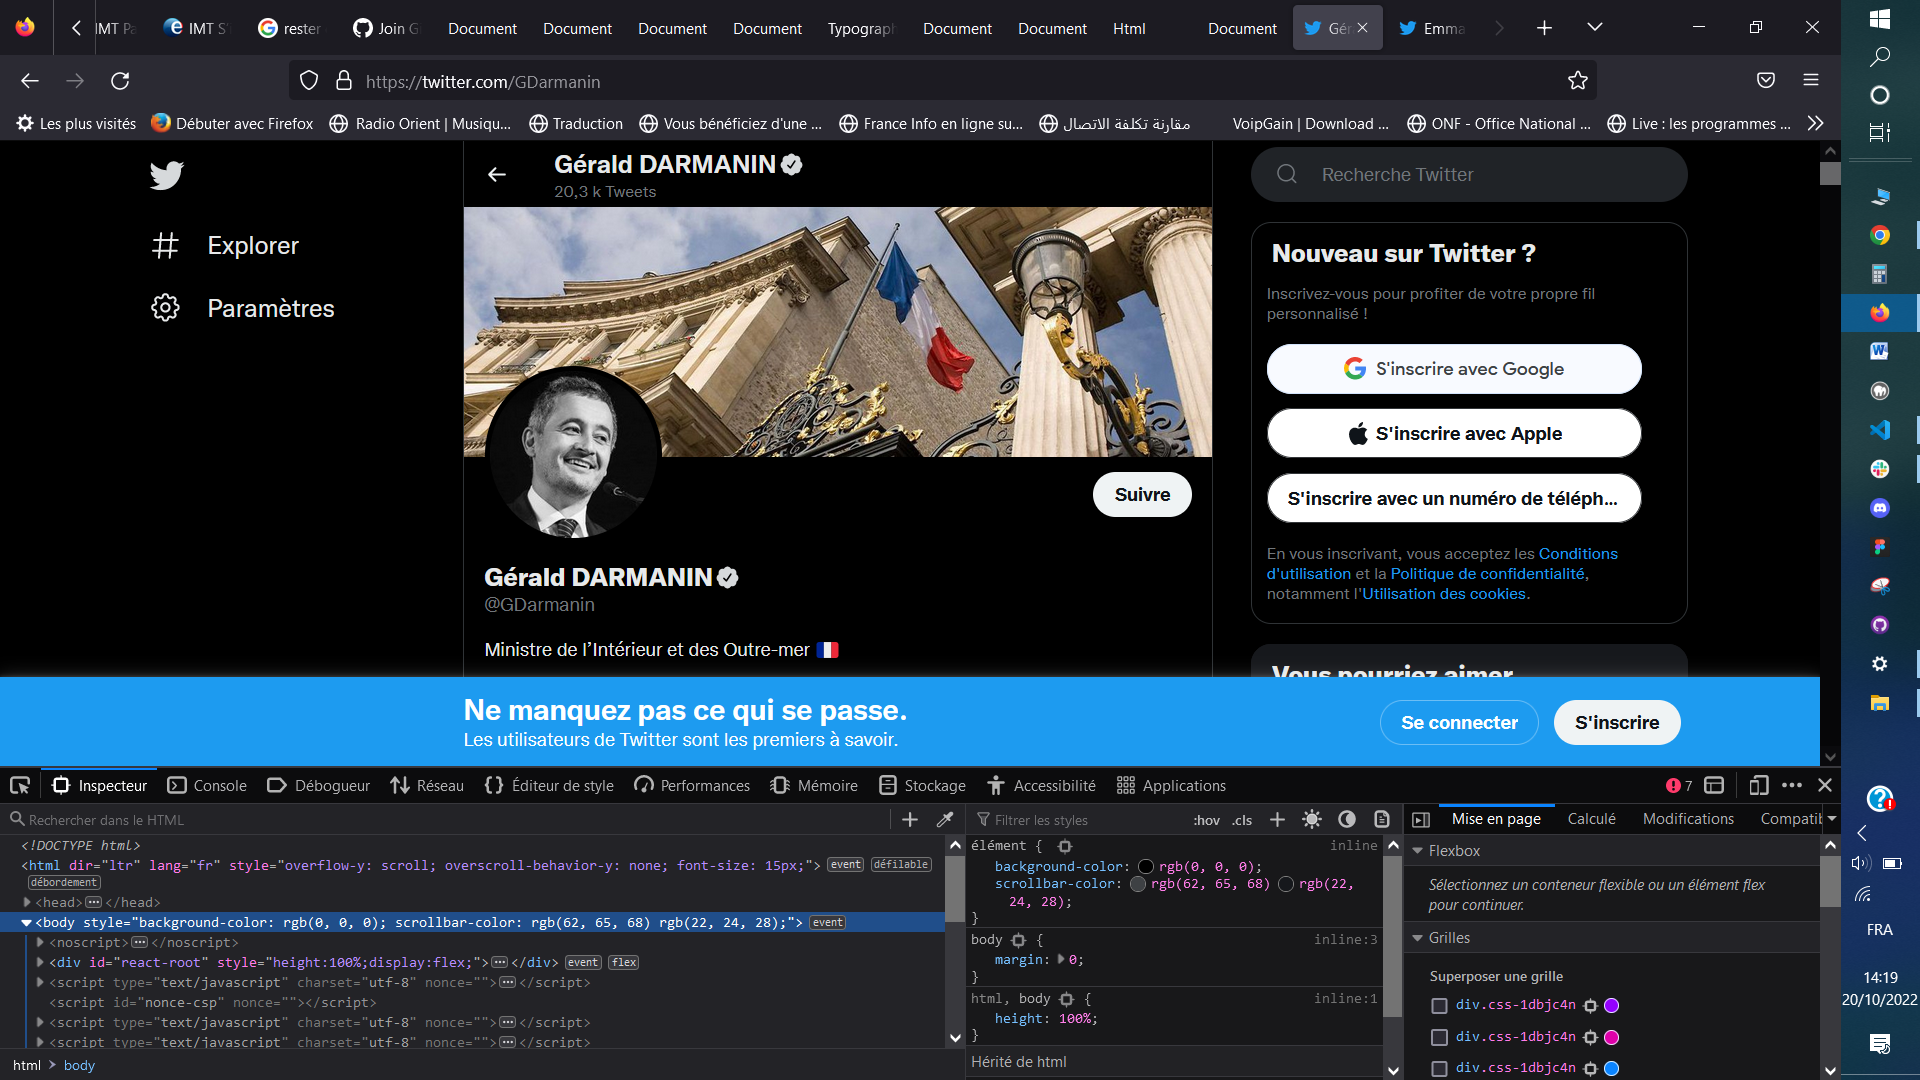 IMT Pa
IMT S'
rester
Join G
Document
Document
Document
Document
Typograp
Document
Document
Html
Document
Gér
Emma
https://twitter.com/GDarmanin
Les plus visités
Débuter avec Firefox
Radio Orient | Musiqu...
Traduction
Vous bénéficiez d'une ...
France Info en ligne su...
مقارنة تكلفة الاتصال
VoipGain | Download ...
ONF - Office National ...
Live : les programmes ...
Explorer
Paramètres
Gérald DARMANIN
20,3 k Tweets
Suivre
Gérald DARMANIN
@GDarmanin
Ministre de l’Intérieur et des Outre-mer
Recherche Twitter
Nouveau sur Twitter ?
Inscrivez-vous pour profiter de votre propre fil
personnalisé !
S'inscrire avec Google
S'inscrire avec Apple
S'inscrire avec un numéro de téléph...
En vous inscrivant, vous acceptez les Conditions
d'utilisation et la Politique de confidentialité,
notamment l'Utilisation des cookies.
Vous pourriez aimer
Ne manquez pas ce qui se passe.
Les utilisateurs de Twitter sont les premiers à savoir.
Se connecter
S'inscrire
Inspecteur
Console
Débogueur
Réseau
Éditeur de style
Performances
Mémoire
Stockage
Accessibilité
Applications
7
Rechercher dans le HTML
<!DOCTYPE html>
<html dir="ltr" lang="fr" style="overflow-y: scroll; overscroll-behavior-y: none; font-size: 15px;"> event défilable
débordement
<head></head>
<body style="background-color: rgb(0, 0, 0); scrollbar-color: rgb(62, 65, 68) rgb(22, 24, 28);"> event
<noscript></noscript>
<div id="react-root" style="height:100%;display:flex;"></div> event flex
<script type="text/javascript" charset="utf-8" nonce=""></script>
<script id="nonce-csp" nonce=""></script>
<script type="text/javascript" charset="utf-8" nonce=""></script>
<script type="text/javascript" charset="utf-8" nonce=""></script>
html
body
Filtrer les styles
:hov
.cls
élément {
inline
background-color: rgb(0, 0, 0);
scrollbar-color: rgb(62, 65, 68) rgb(22,
24, 28);
}
body {
inline:3
margin: 0;
}
html, body {
inline:1
height: 100%;
}
Hérité de html
Mise en page
Calculé
Modifications
Compatib
Flexbox
Sélectionnez un conteneur flexible ou un élément flex
pour continuer.
Grilles
Superposer une grille
div.css-1dbjc4n
div.css-1dbjc4n
div.css-1dbjc4n
FRA
14:19
20/10/2022